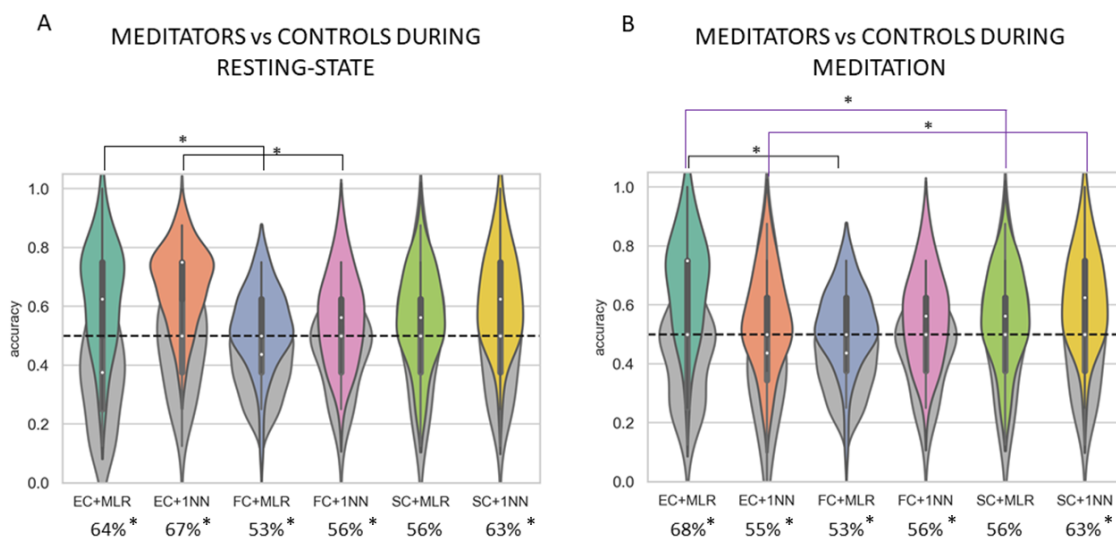 A
MEDITATORS vs CONTROLS DURING
RESTING-STATE
*
*
1.0
0.8
0.6
0.4
0.2
0.0
accuracy
EC+MLR EC+1NN FC+MLR FC+1NN SC+MLR SC+1NN
64%* 67%* 53%* 56%* 56% 63%*
B
MEDITATORS vs CONTROLS DURING
MEDITATION
*
*
*
1.0
0.8
0.6
0.4
0.2
0.0
accuracy
EC+MLR EC+1NN FC+MLR FC+1NN SC+MLR SC+1NN
68%* 55%* 53%* 56%* 56% 63%*